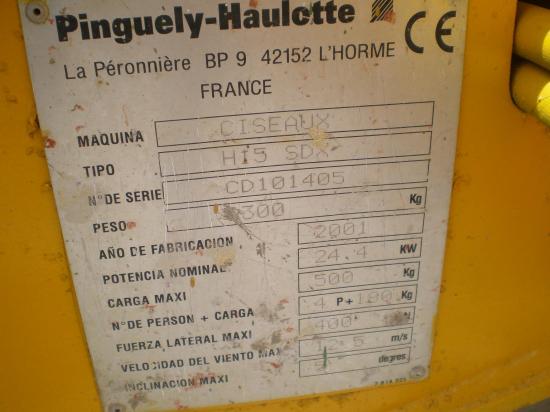 Pinguely-Haulotte
La Péronnière BP 9 42152 L'HORME
FRANCE
CE
MAQUINA CISEAUX
TIPO H15 SDX
N° DE SERIE CD101405
PESO 300 Kg
AÑO DE FABRICACION 2001
POTENCIA NOMINAL 24.4 KW
CARGA MAXI 500 Kg
N° DE PERSON + CARGA 4 P + 180 Kg
FUERZA LATERAL MAXI 400 N
VELOCIDAD DEL VIENTO MAX 12.5 m/s
INCLINACION MAXI degres